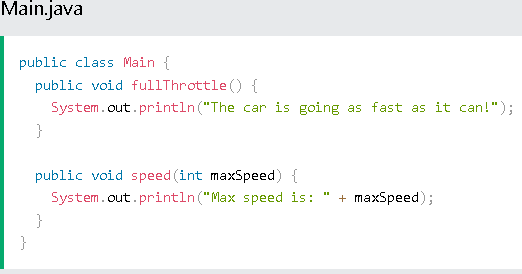 Main.java
public class Main {
  public void fullThrottle() {
    System.out.println("The car is going as fast as it can!");
  }

  public void speed(int maxSpeed) {
    System.out.println("Max speed is: " + maxSpeed);
  }
}